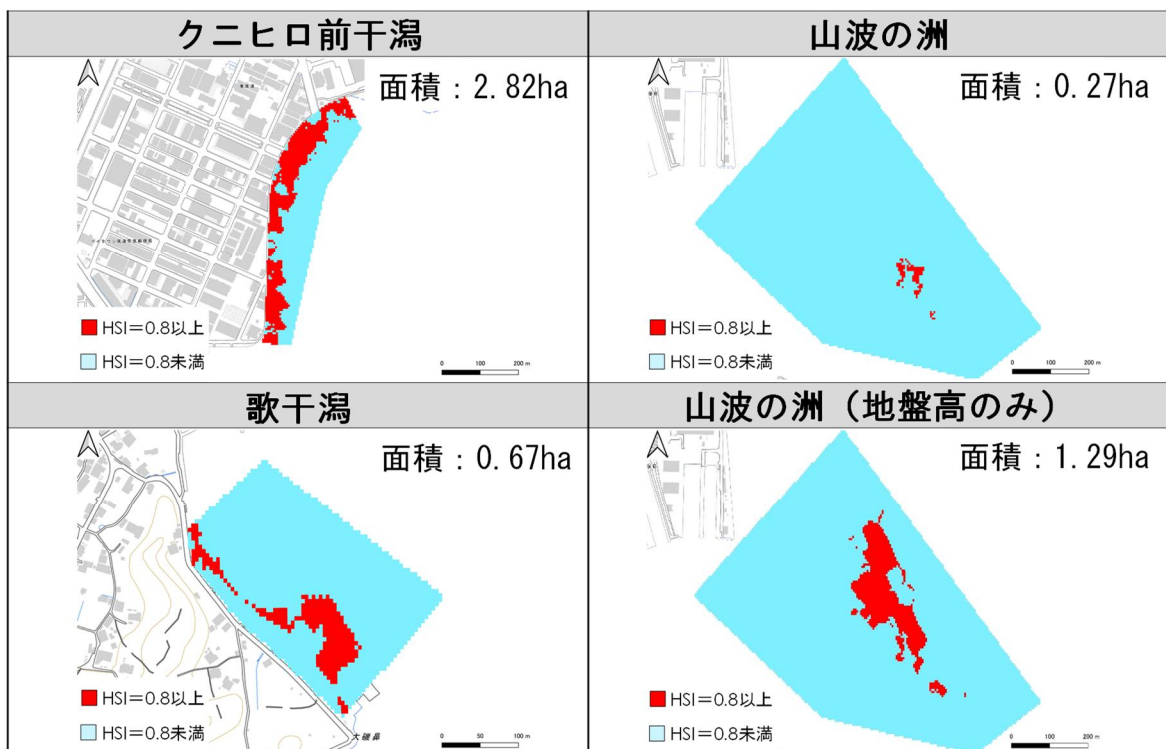 クニヒロ前干潟
面積：2.82ha
HSI＝0.8以上
HSI＝0.8未満
0 100 200 m
山波の洲
面積：0.27ha
HSI＝0.8以上
HSI＝0.8未満
0 100 200 m
歌干潟
面積：0.67ha
大磯鼻
HSI＝0.8以上
HSI＝0.8未満
0 50 100 m
山波の洲（地盤高のみ）
面積：1.29ha
HSI＝0.8以上
HSI＝0.8未満
0 100 200 m